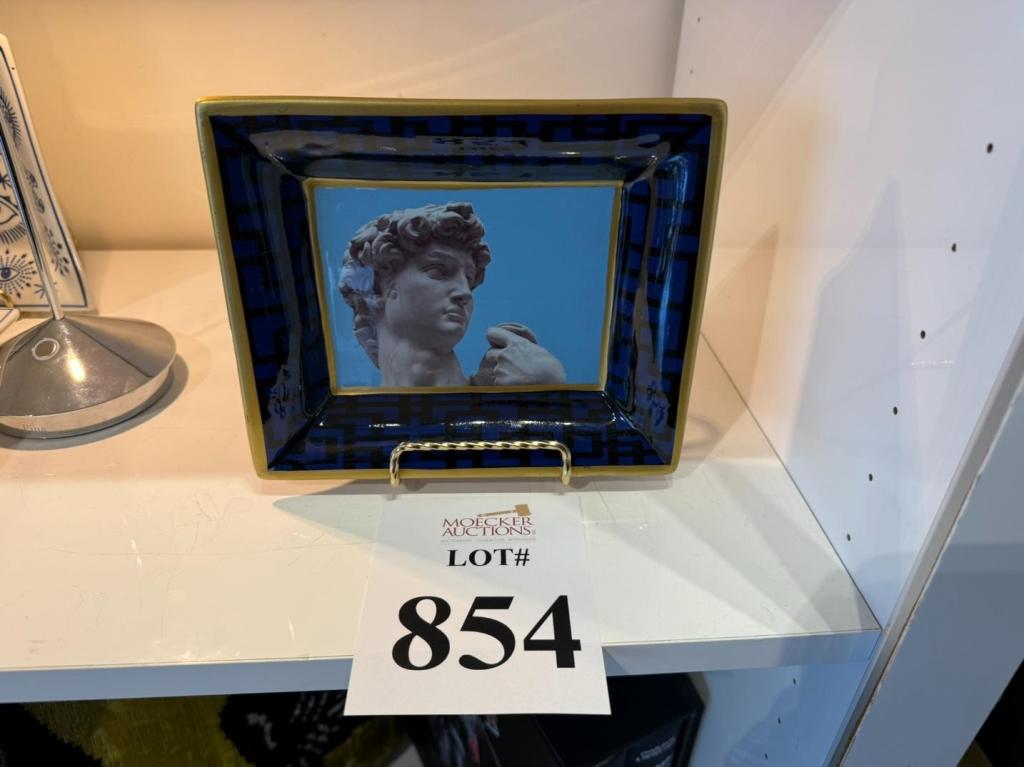 MOECKER
AUCTIONS
LOT#
854